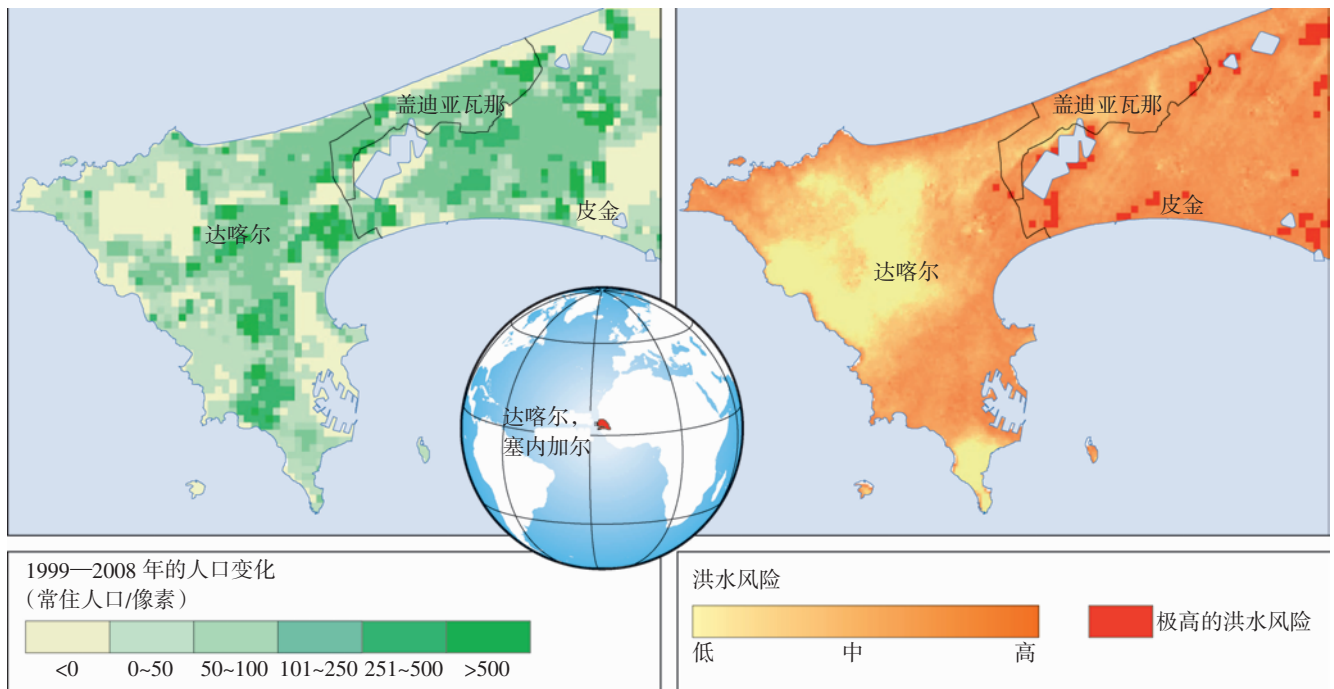 盖迪亚瓦那
达喀尔
皮金
盖迪亚瓦那
皮金
达喀尔
达喀尔，
塞内加尔
1999—2008 年的人口变化
（常住人口/像素）
<0 0~50 50~100 101~250 251~500 >500
洪水风险
低 中 高
极高的洪水风险